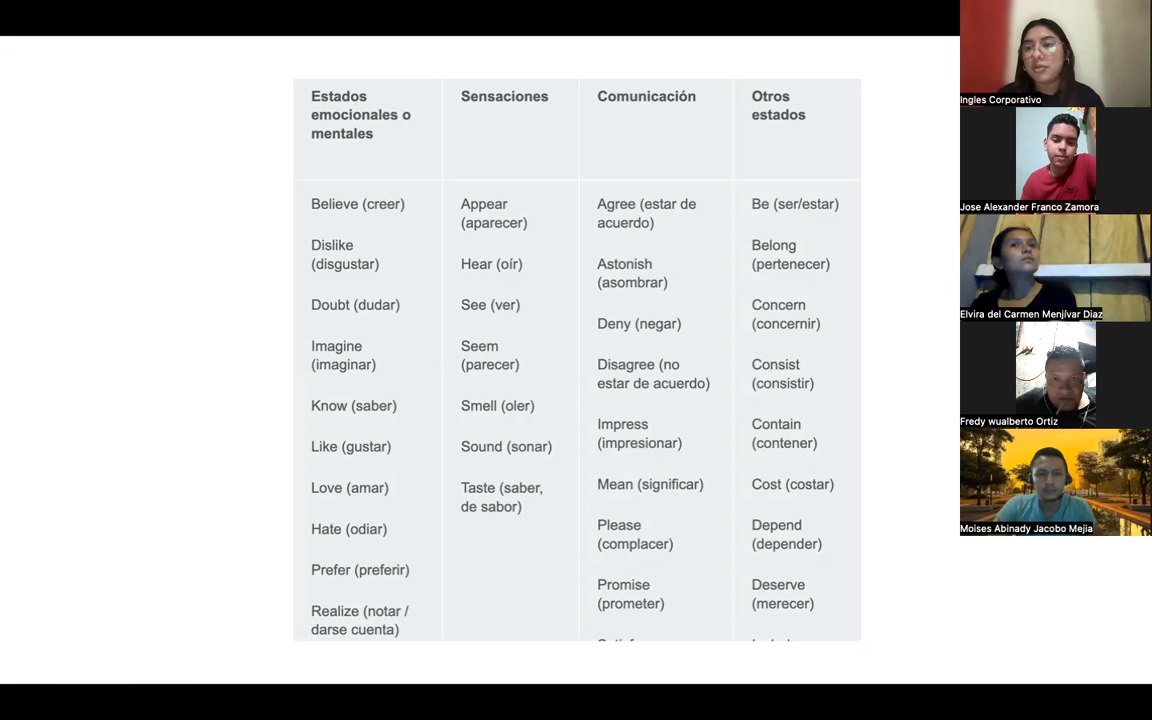 Estados
emocionales o
mentales
Sensaciones
Comunicación
Otros
estados
Believe (creer)
Dislike
(disgustar)
Doubt (dudar)
Imagine
(imaginar)
Know (saber)
Like (gustar)
Love (amar)
Hate (odiar)
Prefer (preferir)
Realize (notar /
darse cuenta)
Appear
(aparecer)
Hear (oír)
See (ver)
Seem
(parecer)
Smell (oler)
Sound (sonar)
Taste (saber,
de sabor)
Agree (estar de
acuerdo)
Astonish
(asombrar)
Deny (negar)
Disagree (no
estar de acuerdo)
Impress
(impresionar)
Mean (significar)
Please
(complacer)
Promise
(prometer)
Be (ser/estar)
Belong
(pertenecer)
Concern
(concernir)
Consist
(consistir)
Contain
(contener)
Cost (costar)
Depend
(depender)
Deserve
(merecer)
Ingles Corporativo
Jose Alexander Franco Zamora
Elvira del Carmen Menjívar Diaz
Fredy wualberto Ortiz
Moises Abinady Jacobo Mejia